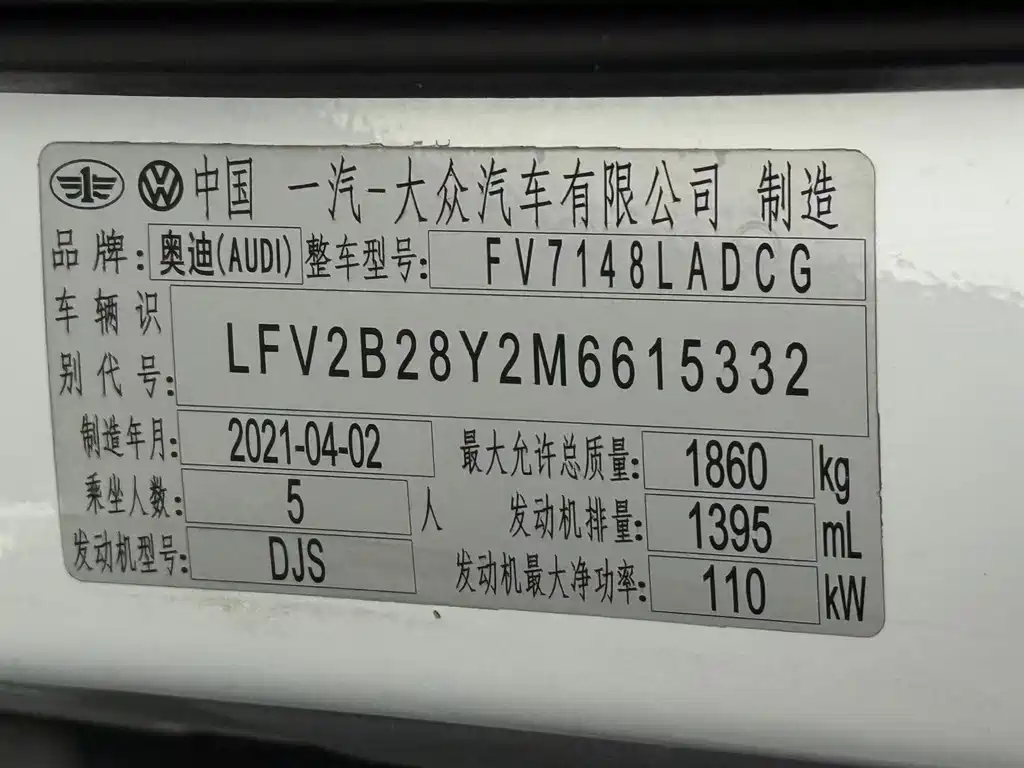 中国 一汽-大众汽车有限公司 制造
品牌: 奥迪(AUDI) 整车型号: FV7148LADCG
车辆识别代号: LFV2B28Y2M6615332
制造年月: 2021-04-02 最大允许总质量: 1860 kg
乘坐人数: 5 人 发动机排量: 1395 mL
发动机型号: DJS 发动机最大净功率: 110 kW